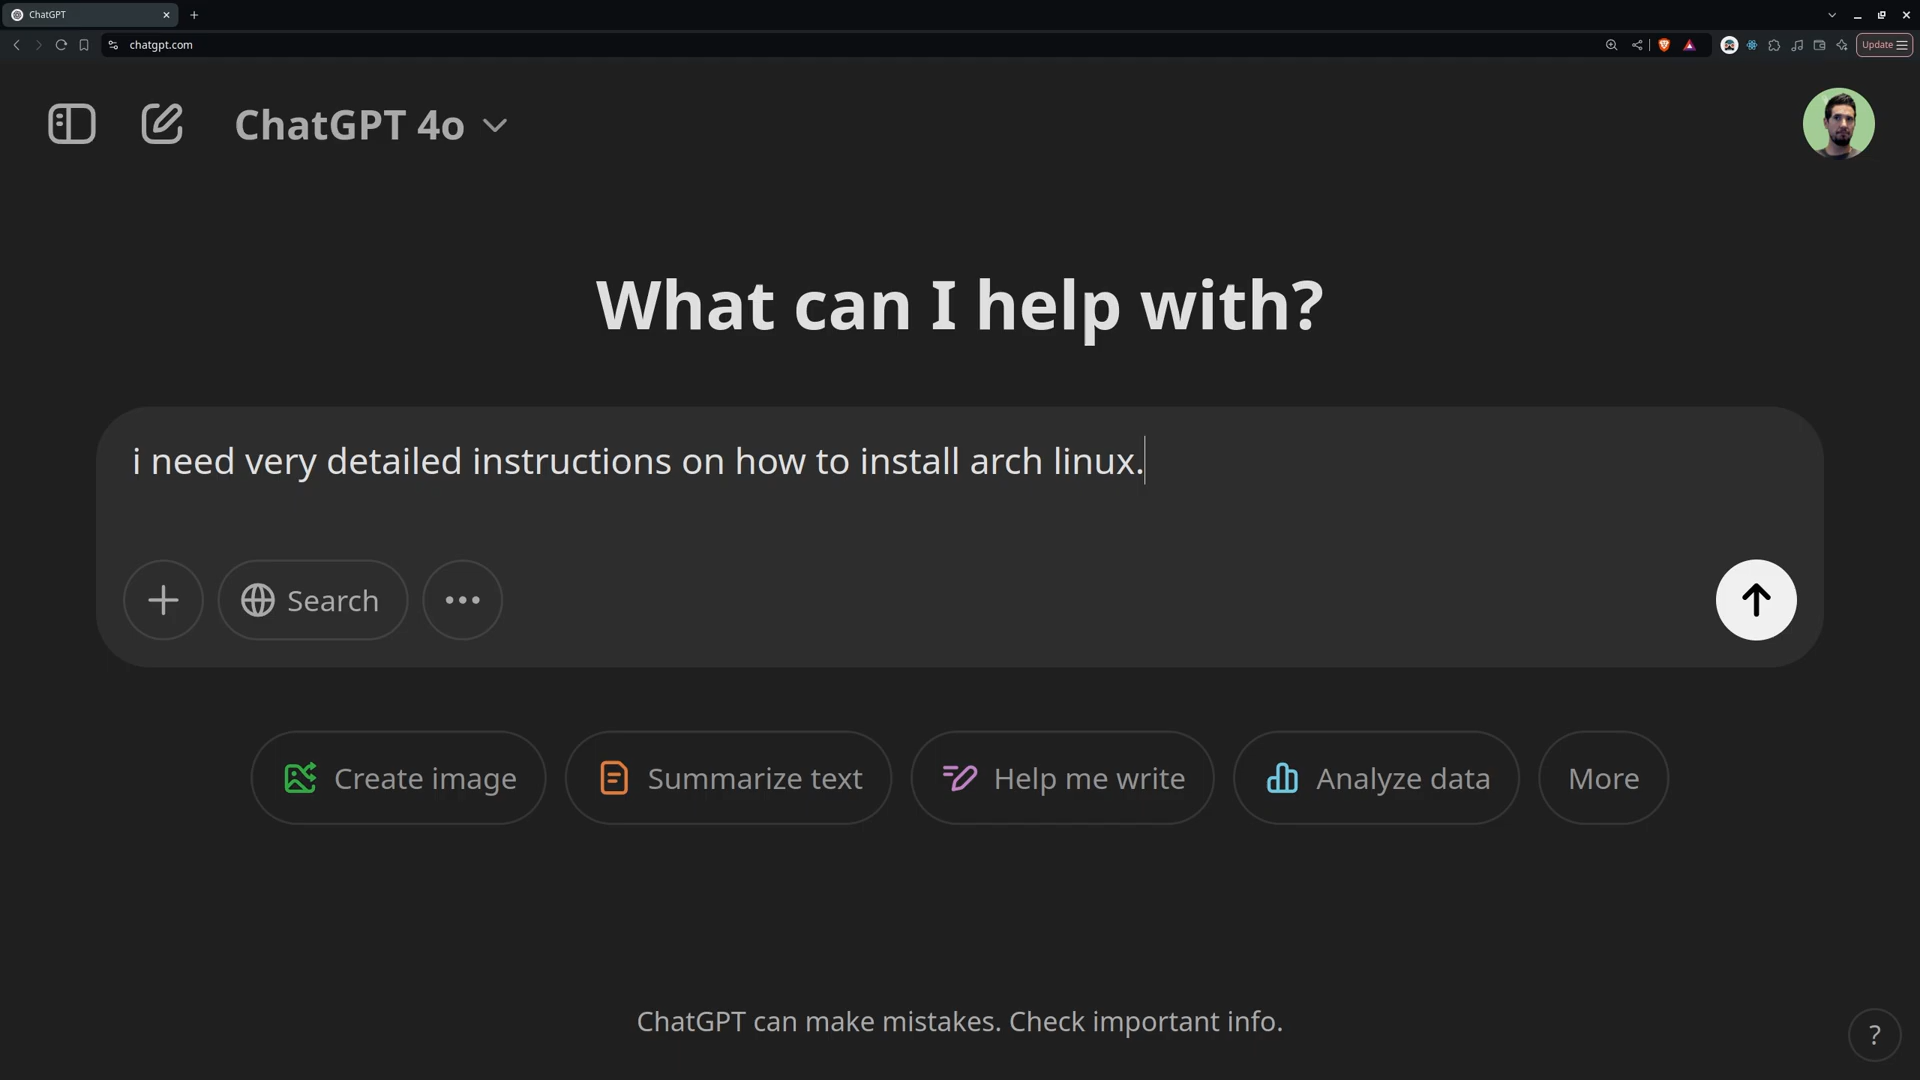 ChatGPT
chatgpt.com
Update
ChatGPT 4o
What can I help with?
i need very detailed instructions on how to install arch linux.
Search
Create image
Summarize text
Help me write
Analyze data
More
ChatGPT can make mistakes. Check important info.
?